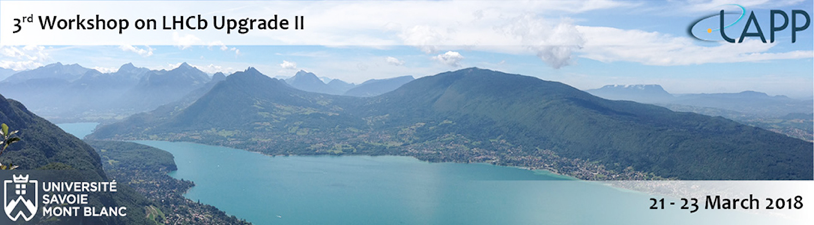 3rd Workshop on LHCb Upgrade II
LAPP
UNIVERSITÉ
SAVOIE
MONT BLANC
21 - 23 March 2018